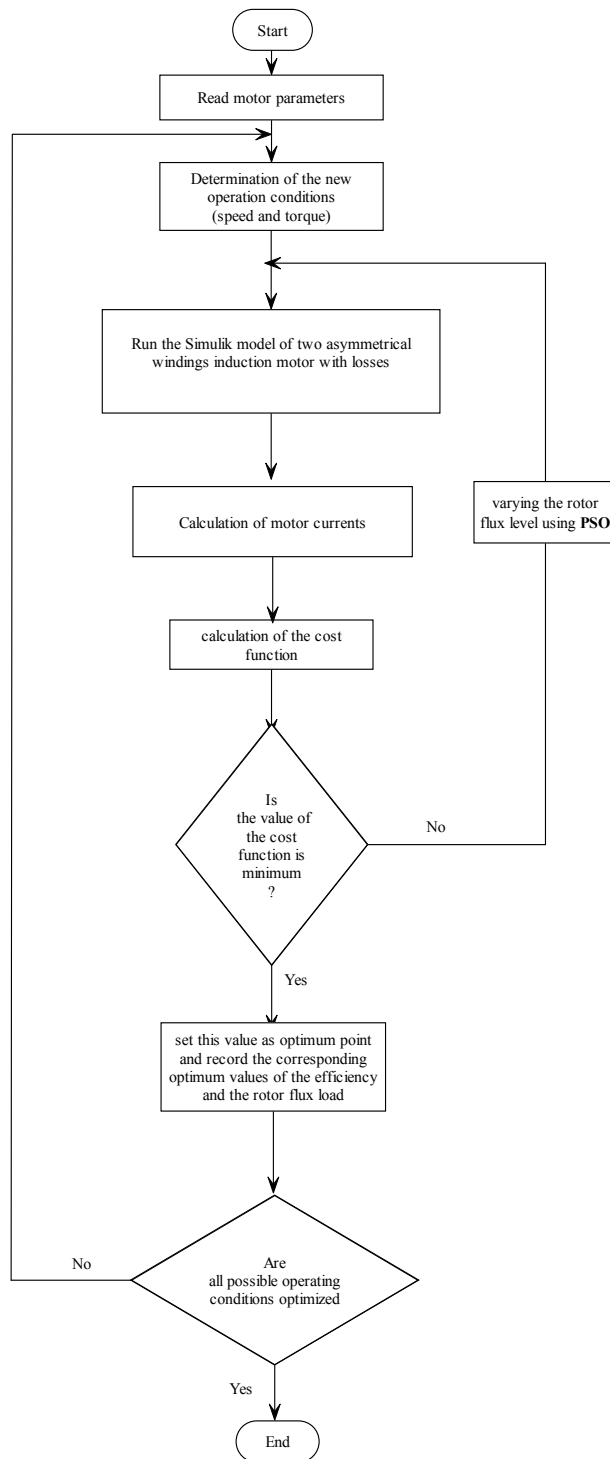 Start
Read motor parameters
Determination of the new
operation conditions
(speed and torque)
Run the Simulik model of two asymmetrical
windings induction motor with losses
varying the rotor
flux level using PSO
Calculation of motor currents
calculation of the cost
function
Is
the value of
the cost
function is
minimum
?
No
Yes
set this value as optimum point
and record the corresponding
optimum values of the efficiency
and the rotor flux load
Are
all possible operating
conditions optimized
No
Yes
End